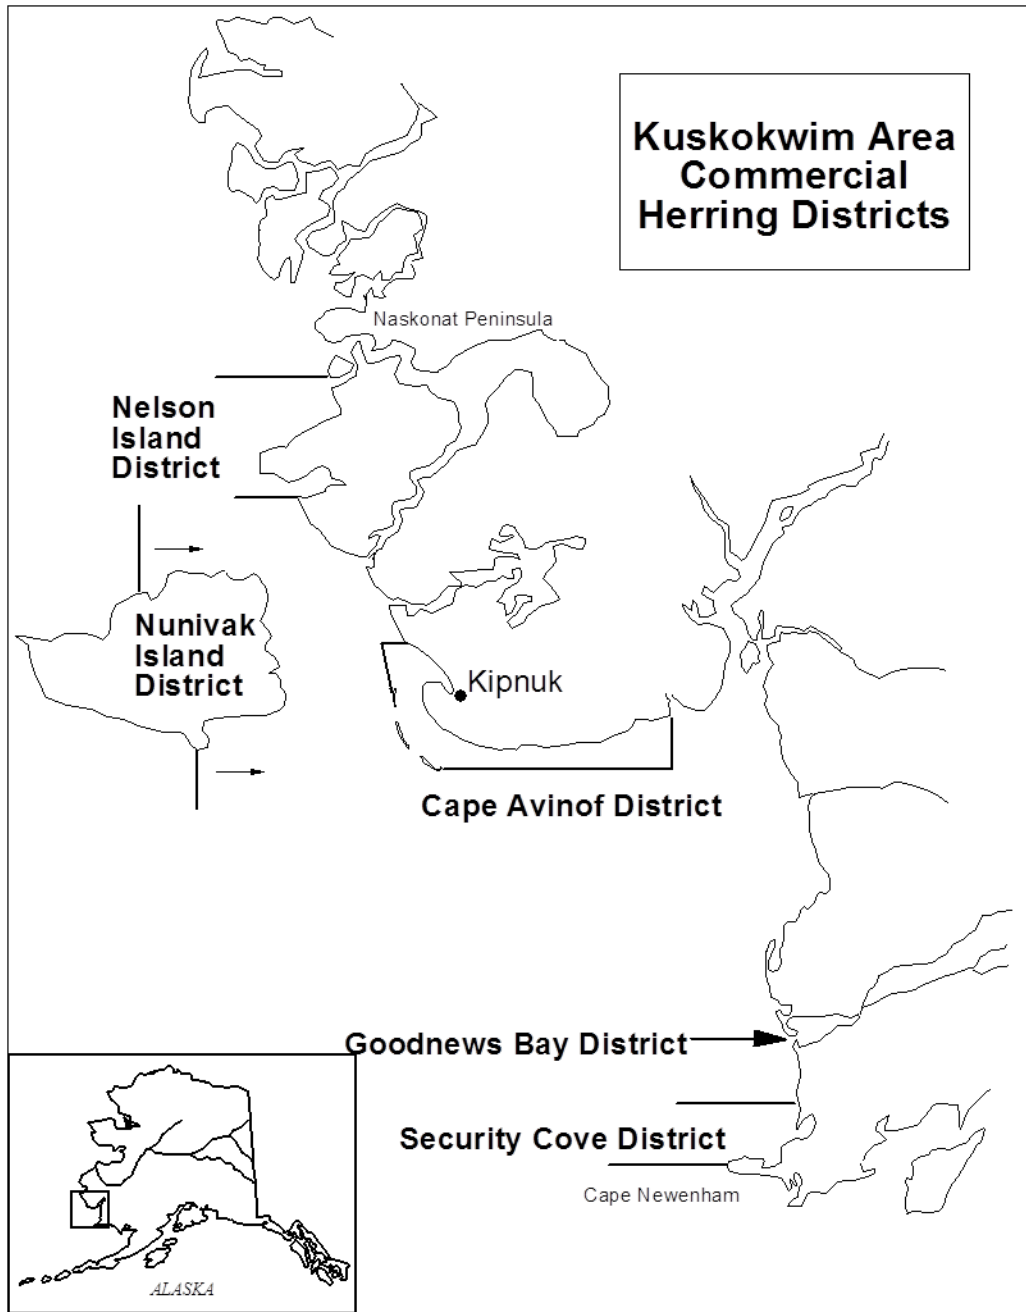 Kuskokwim Area
Commercial
Herring Districts
Naskonat Peninsula
Nelson
Island
District
Nunivak
Island
District
Kipnuk
Cape Avinof District
Goodnews Bay District
Security Cove District
Cape Newenham
ALASKA